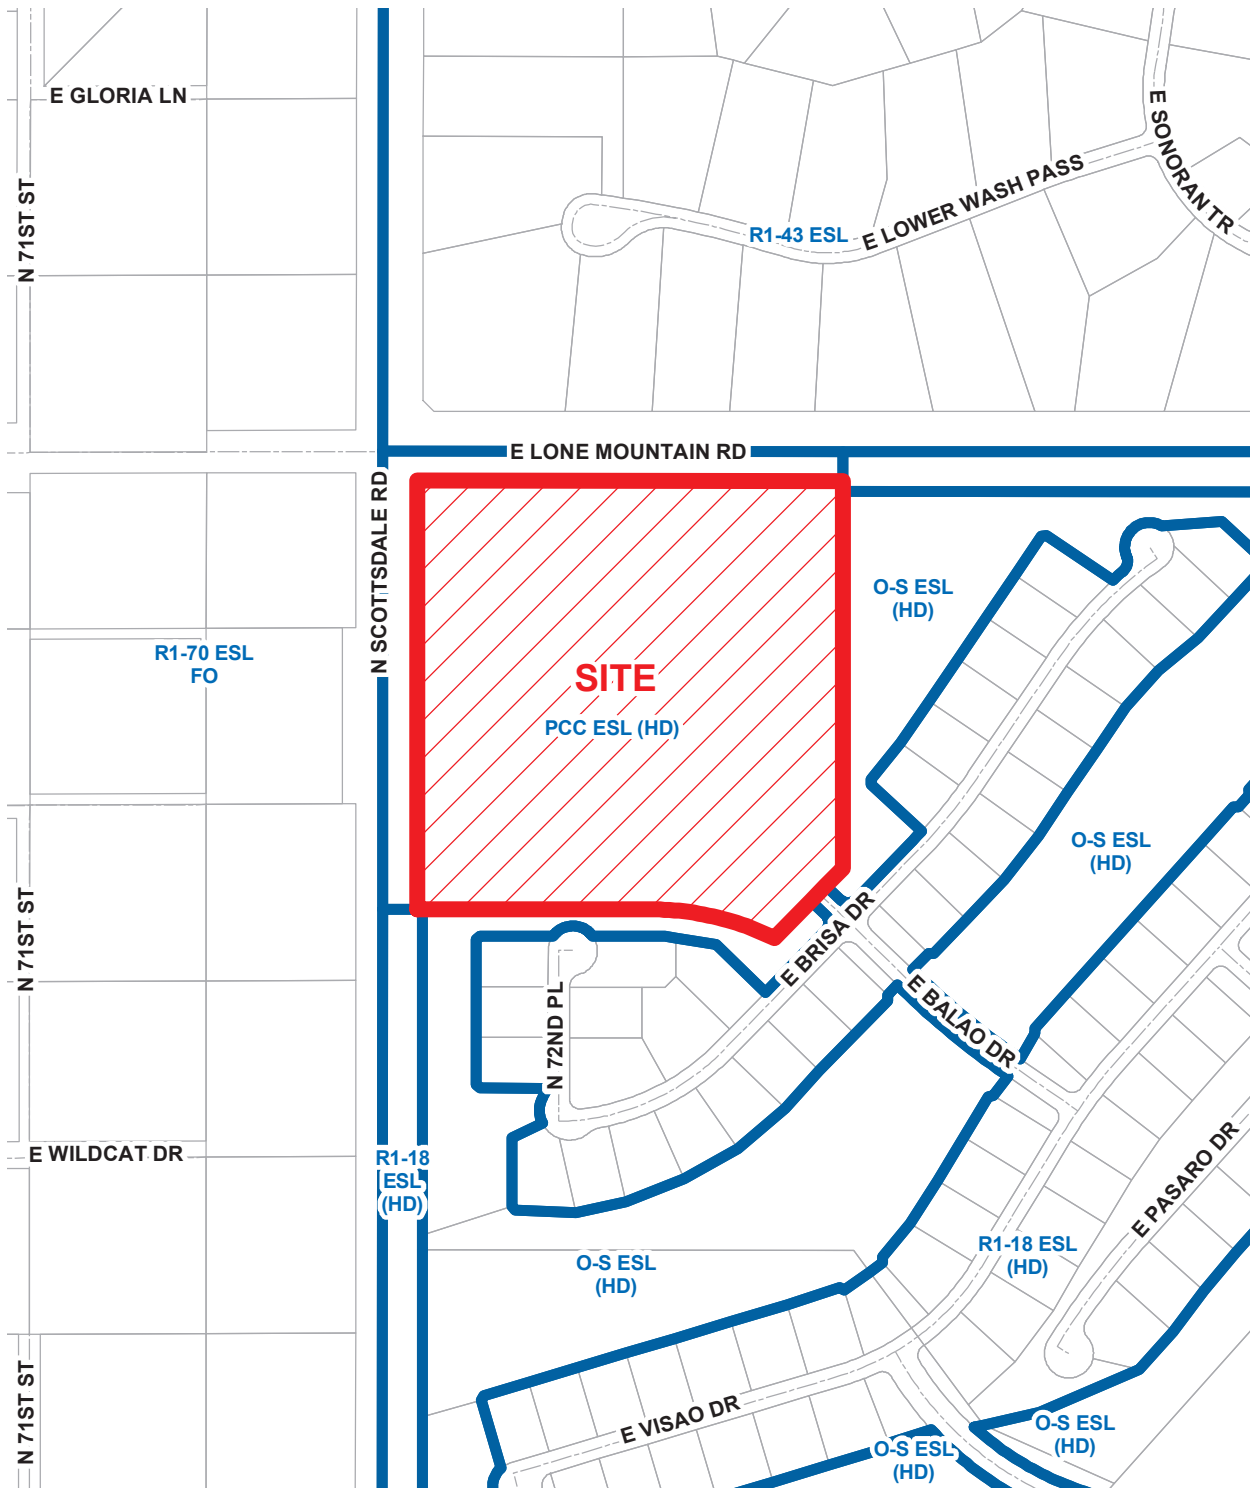 E GLORIA LN
N 71ST ST
E SONORAN TR
E LOWER WASH PASS
R1-43 ESL
E LONE MOUNTAIN RD
N SCOTTSDALE RD
O-S ESL
(HD)
R1-70 ESL
FO
SITE
PCC ESL (HD)
O-S ESL
(HD)
N 71ST ST
E BRISA DR
E BALAO DR
N 72ND PL
E WILDCAT DR
R1-18
ESL
(HD)
E PASARO DR
R1-18 ESL
(HD)
O-S ESL
(HD)
N 71ST ST
E VISAO DR
O-S ESL
(HD)
O-S ESL
(HD)